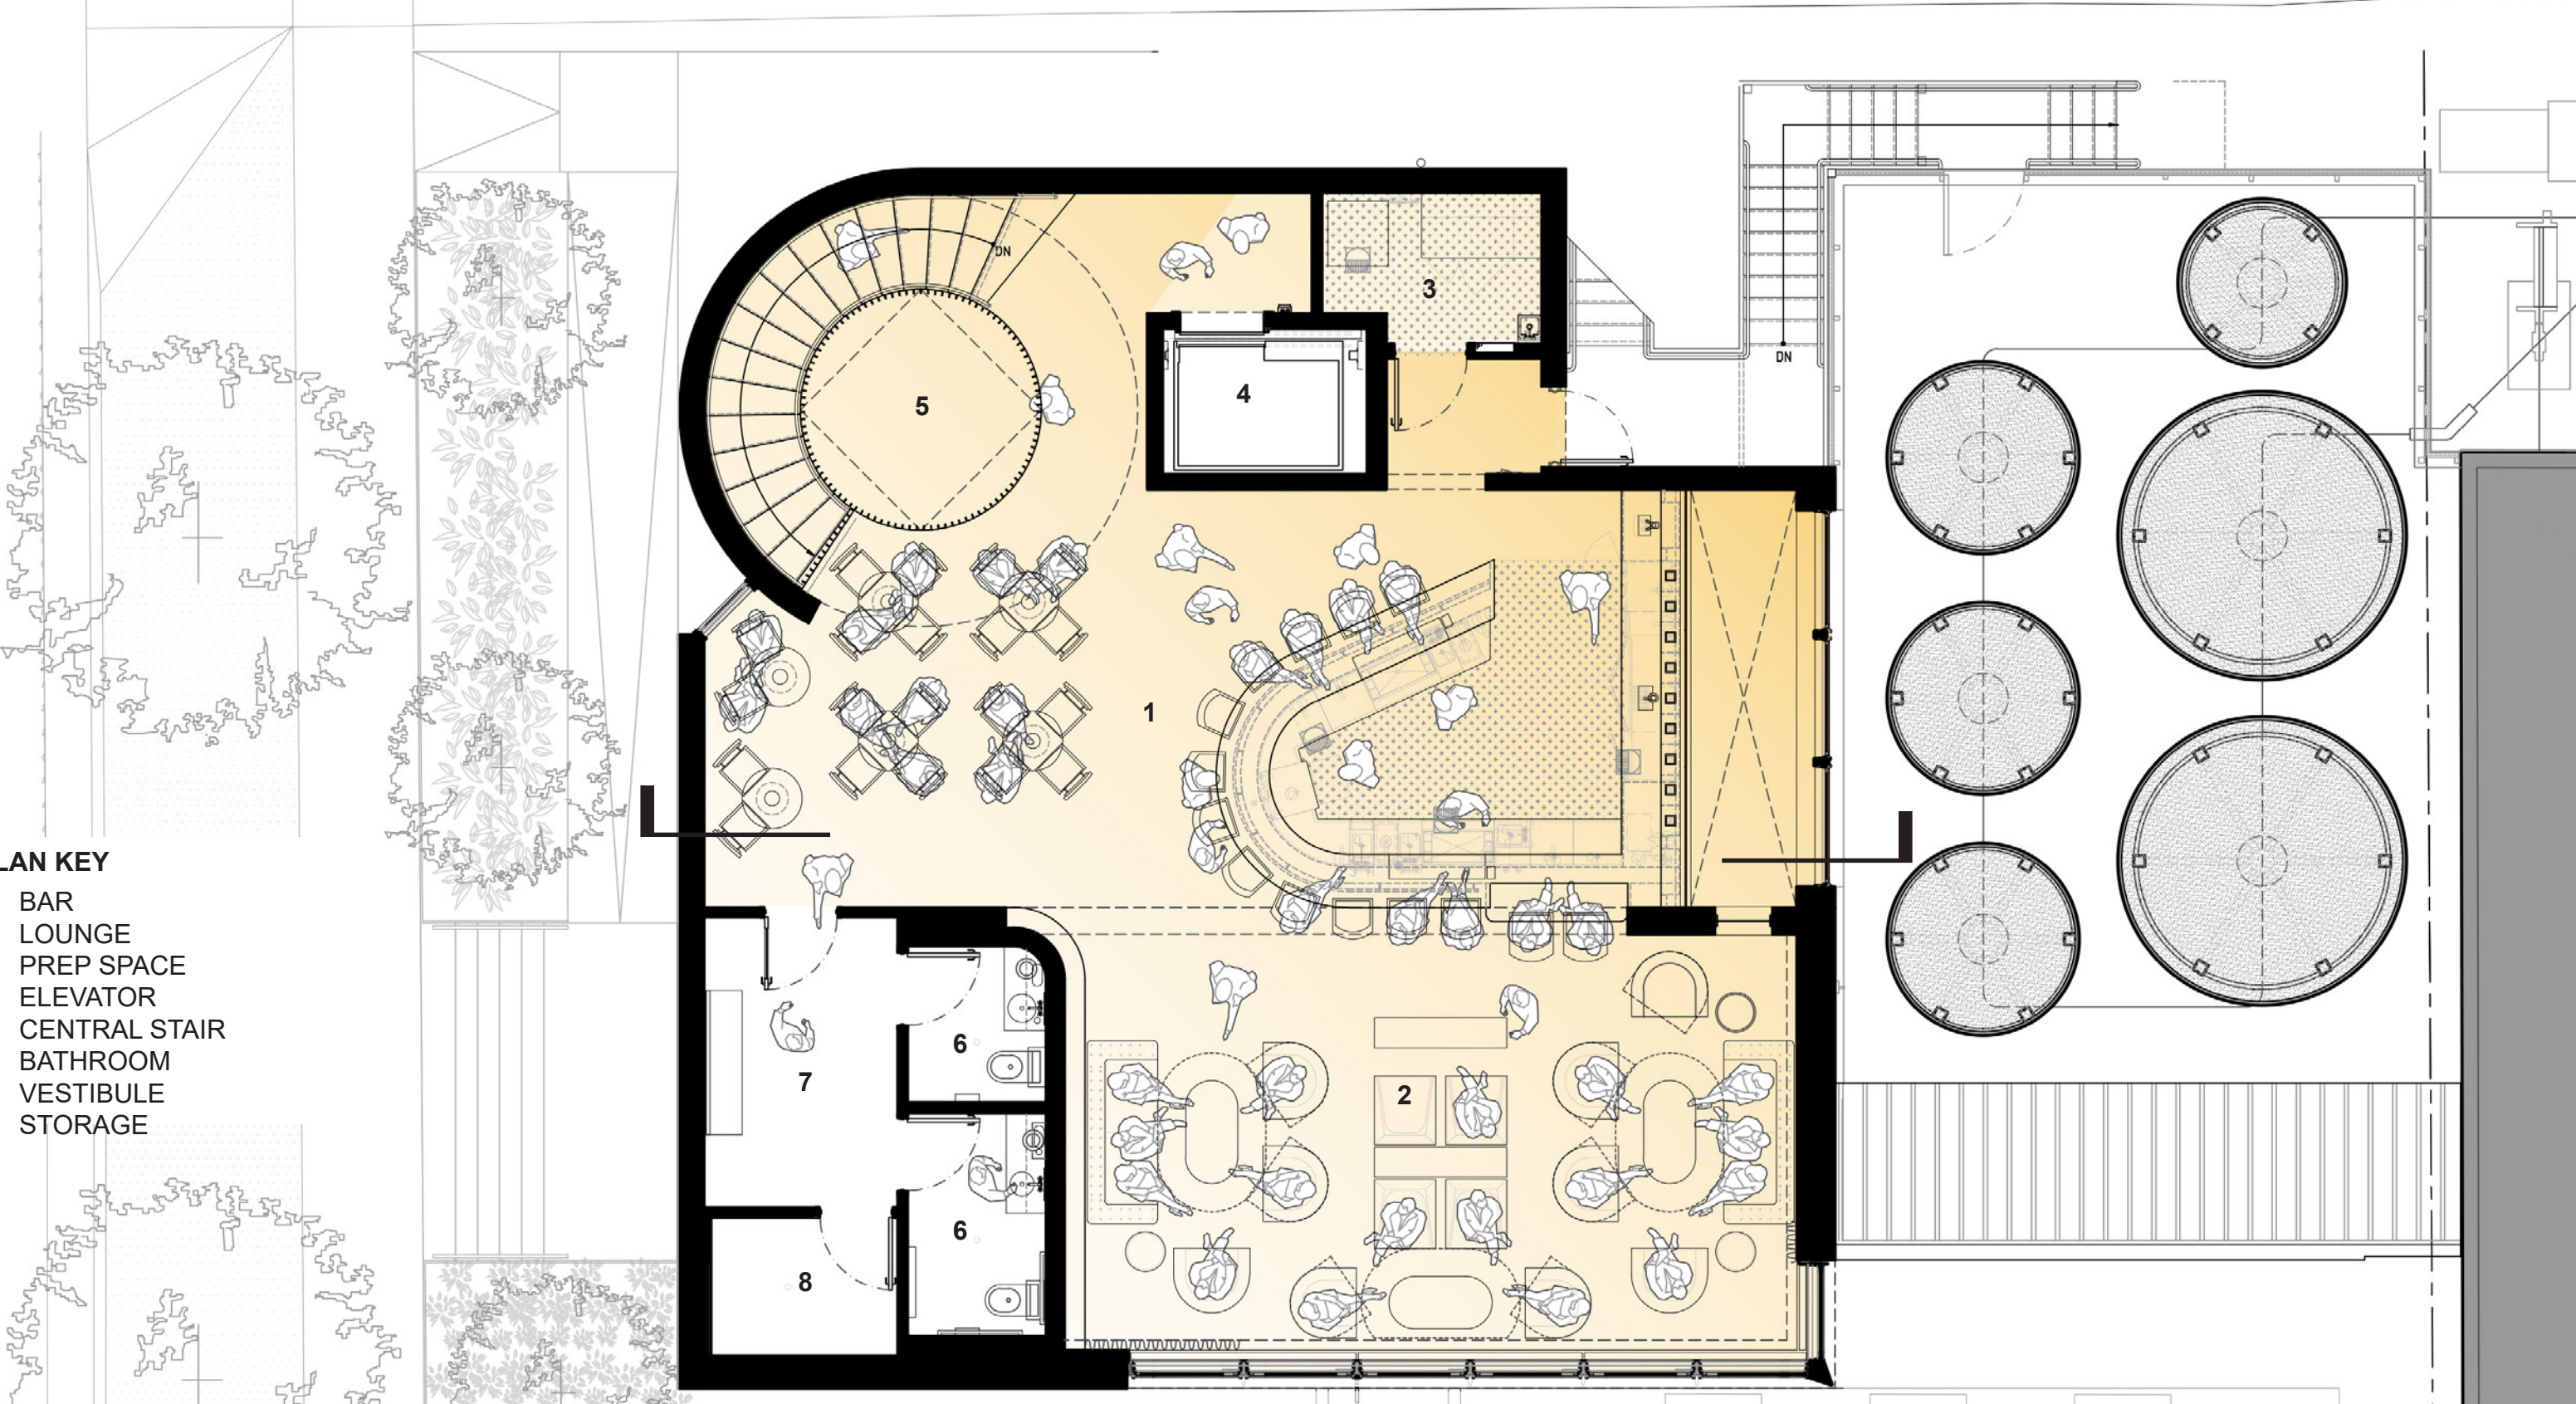 DN
3
DN
4
5
1
LAN KEY
BAR
LOUNGE
PREP SPACE
ELEVATOR
CENTRAL STAIR
BATHROOM
VESTIBULE
STORAGE
6
7
2
6
8